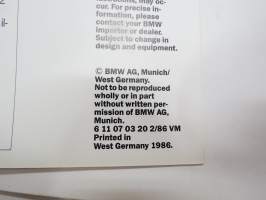 ductions, may oc-
cur. For precise in-
formation, please
contact your BMW
importer or dealer.
Subject to change in
design and equipment.
© BMW AG, Munich/
West Germany.
Not to be reproduced
wholly or in part
without written per-
mission of BMW AG,
Munich.
6 11 07 03 20 2/86 VM
Printed in
West Germany 1986.
il-